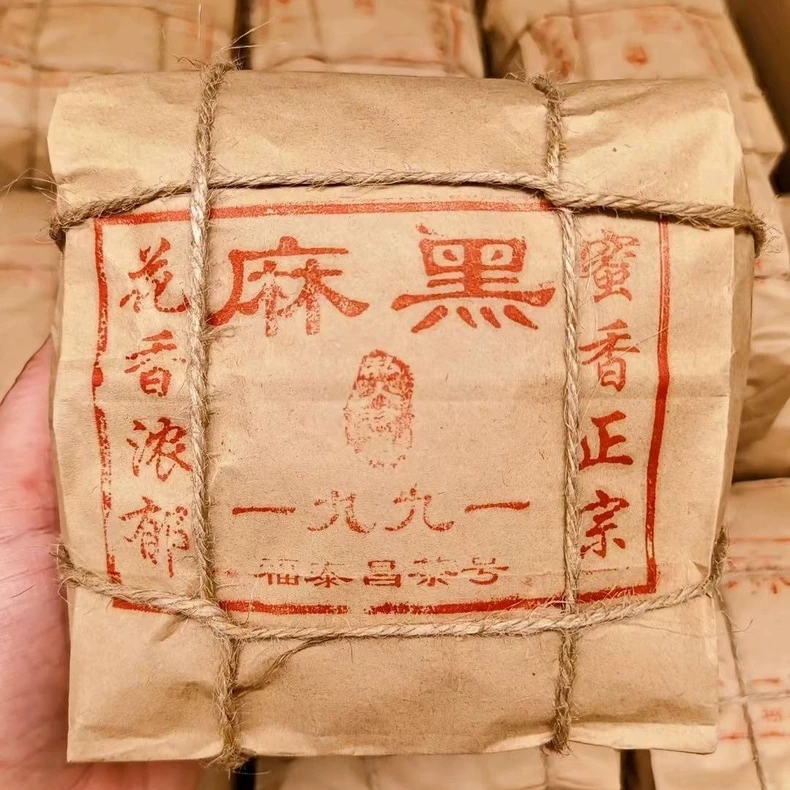 麻黑
花香浓郁
蜜香正宗
一九九一
福泰昌茶号